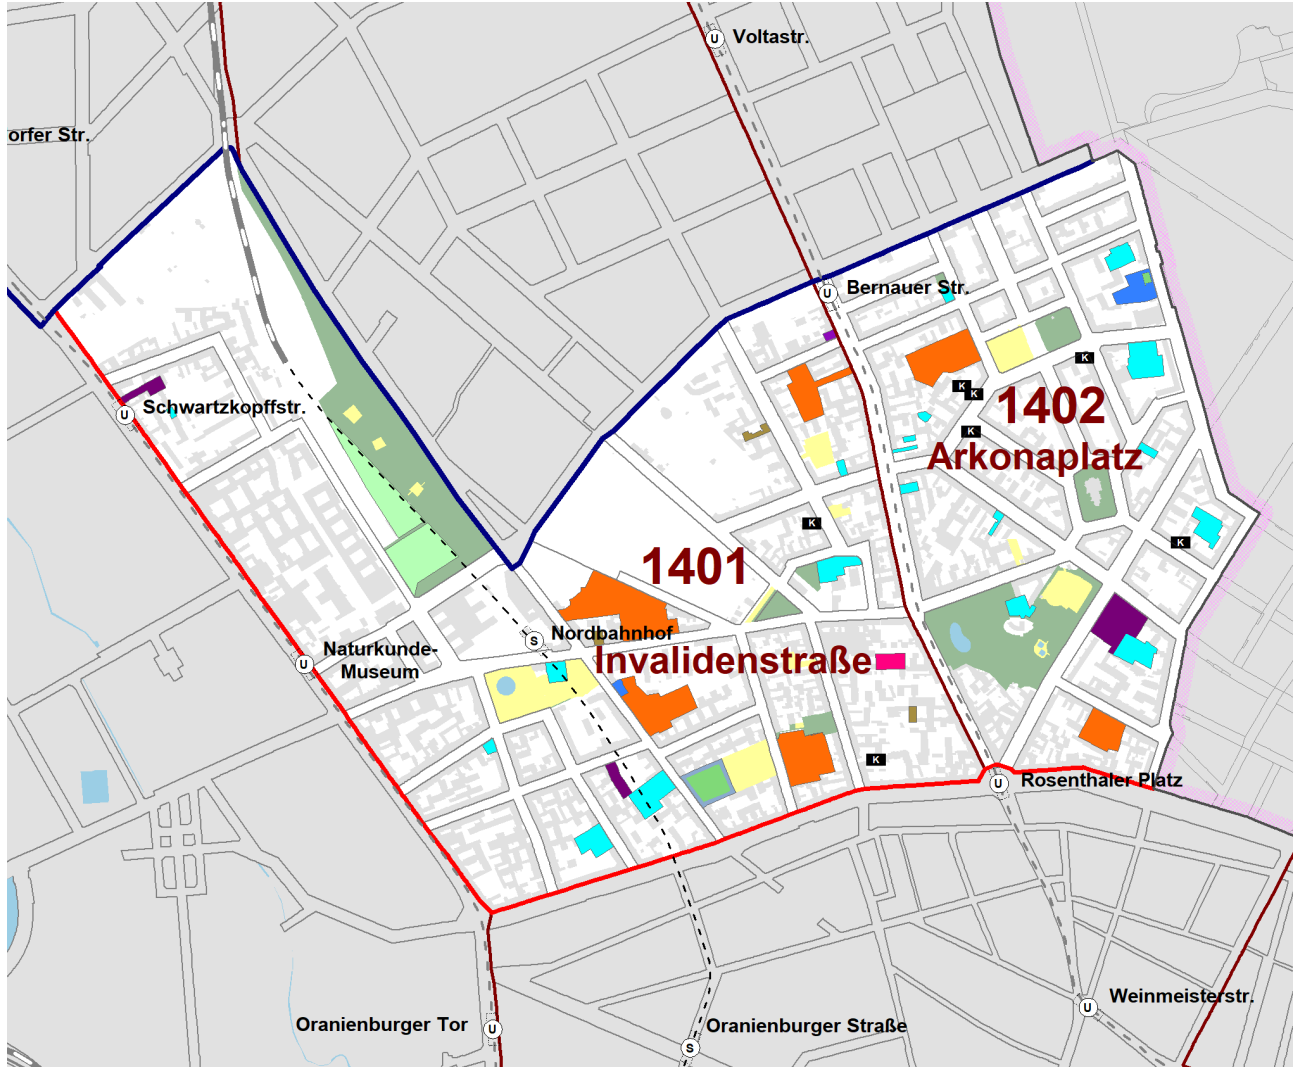 U Voltastr.
orfer Str.
U Bernauer Str.
K
K
K
1402
U Schwartzkopffstr.
K
Arkonaplatz
K
K
1401
S Nordbahnhof
U Naturkunde-
Museum
Invalidenstraße
K
U Rosenthaler Platz
U Weinmeisterstr.
Oranienburger Tor U
Oranienburger Straße
S